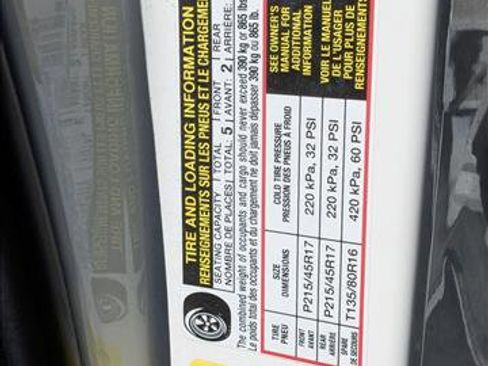 TIRE AND LOADING INFORMATION
RENSEIGNEMENTS SUR LES PNEUS ET LE CHARGEME
SEATING CAPACITY | TOTAL | FRONT | REAR
NOMBRE DE PLACES | TOTAL: 5 | AVANT: 2 | ARRIÈRE:
The combined weight of occupants and cargo should never exceed 390 kg or 865 lbs
Le poids total des occupants et du chargement ne doit jamais dépasser 390 kg ou 865 lb.
TIRE
PNEU
SIZE
DIMENSIONS
COLD TIRE PRESSURE
PRESSION DES PNEUS À FROID
SEE OWNER'S
MANUAL FOR
ADDITIONAL
INFORMATION
FRONT
AVANT
P215/45R17
220 kPa, 32 PSI
REAR
ARRIÈRE
P215/45R17
220 kPa, 32 PSI
VOIR LE MANUEL
DE L'USAGER
POUR PLUS DE
RENSEIGNEMENTS
SPARE
DE SECOURS
T135/80R16
420 kPa, 60 PSI